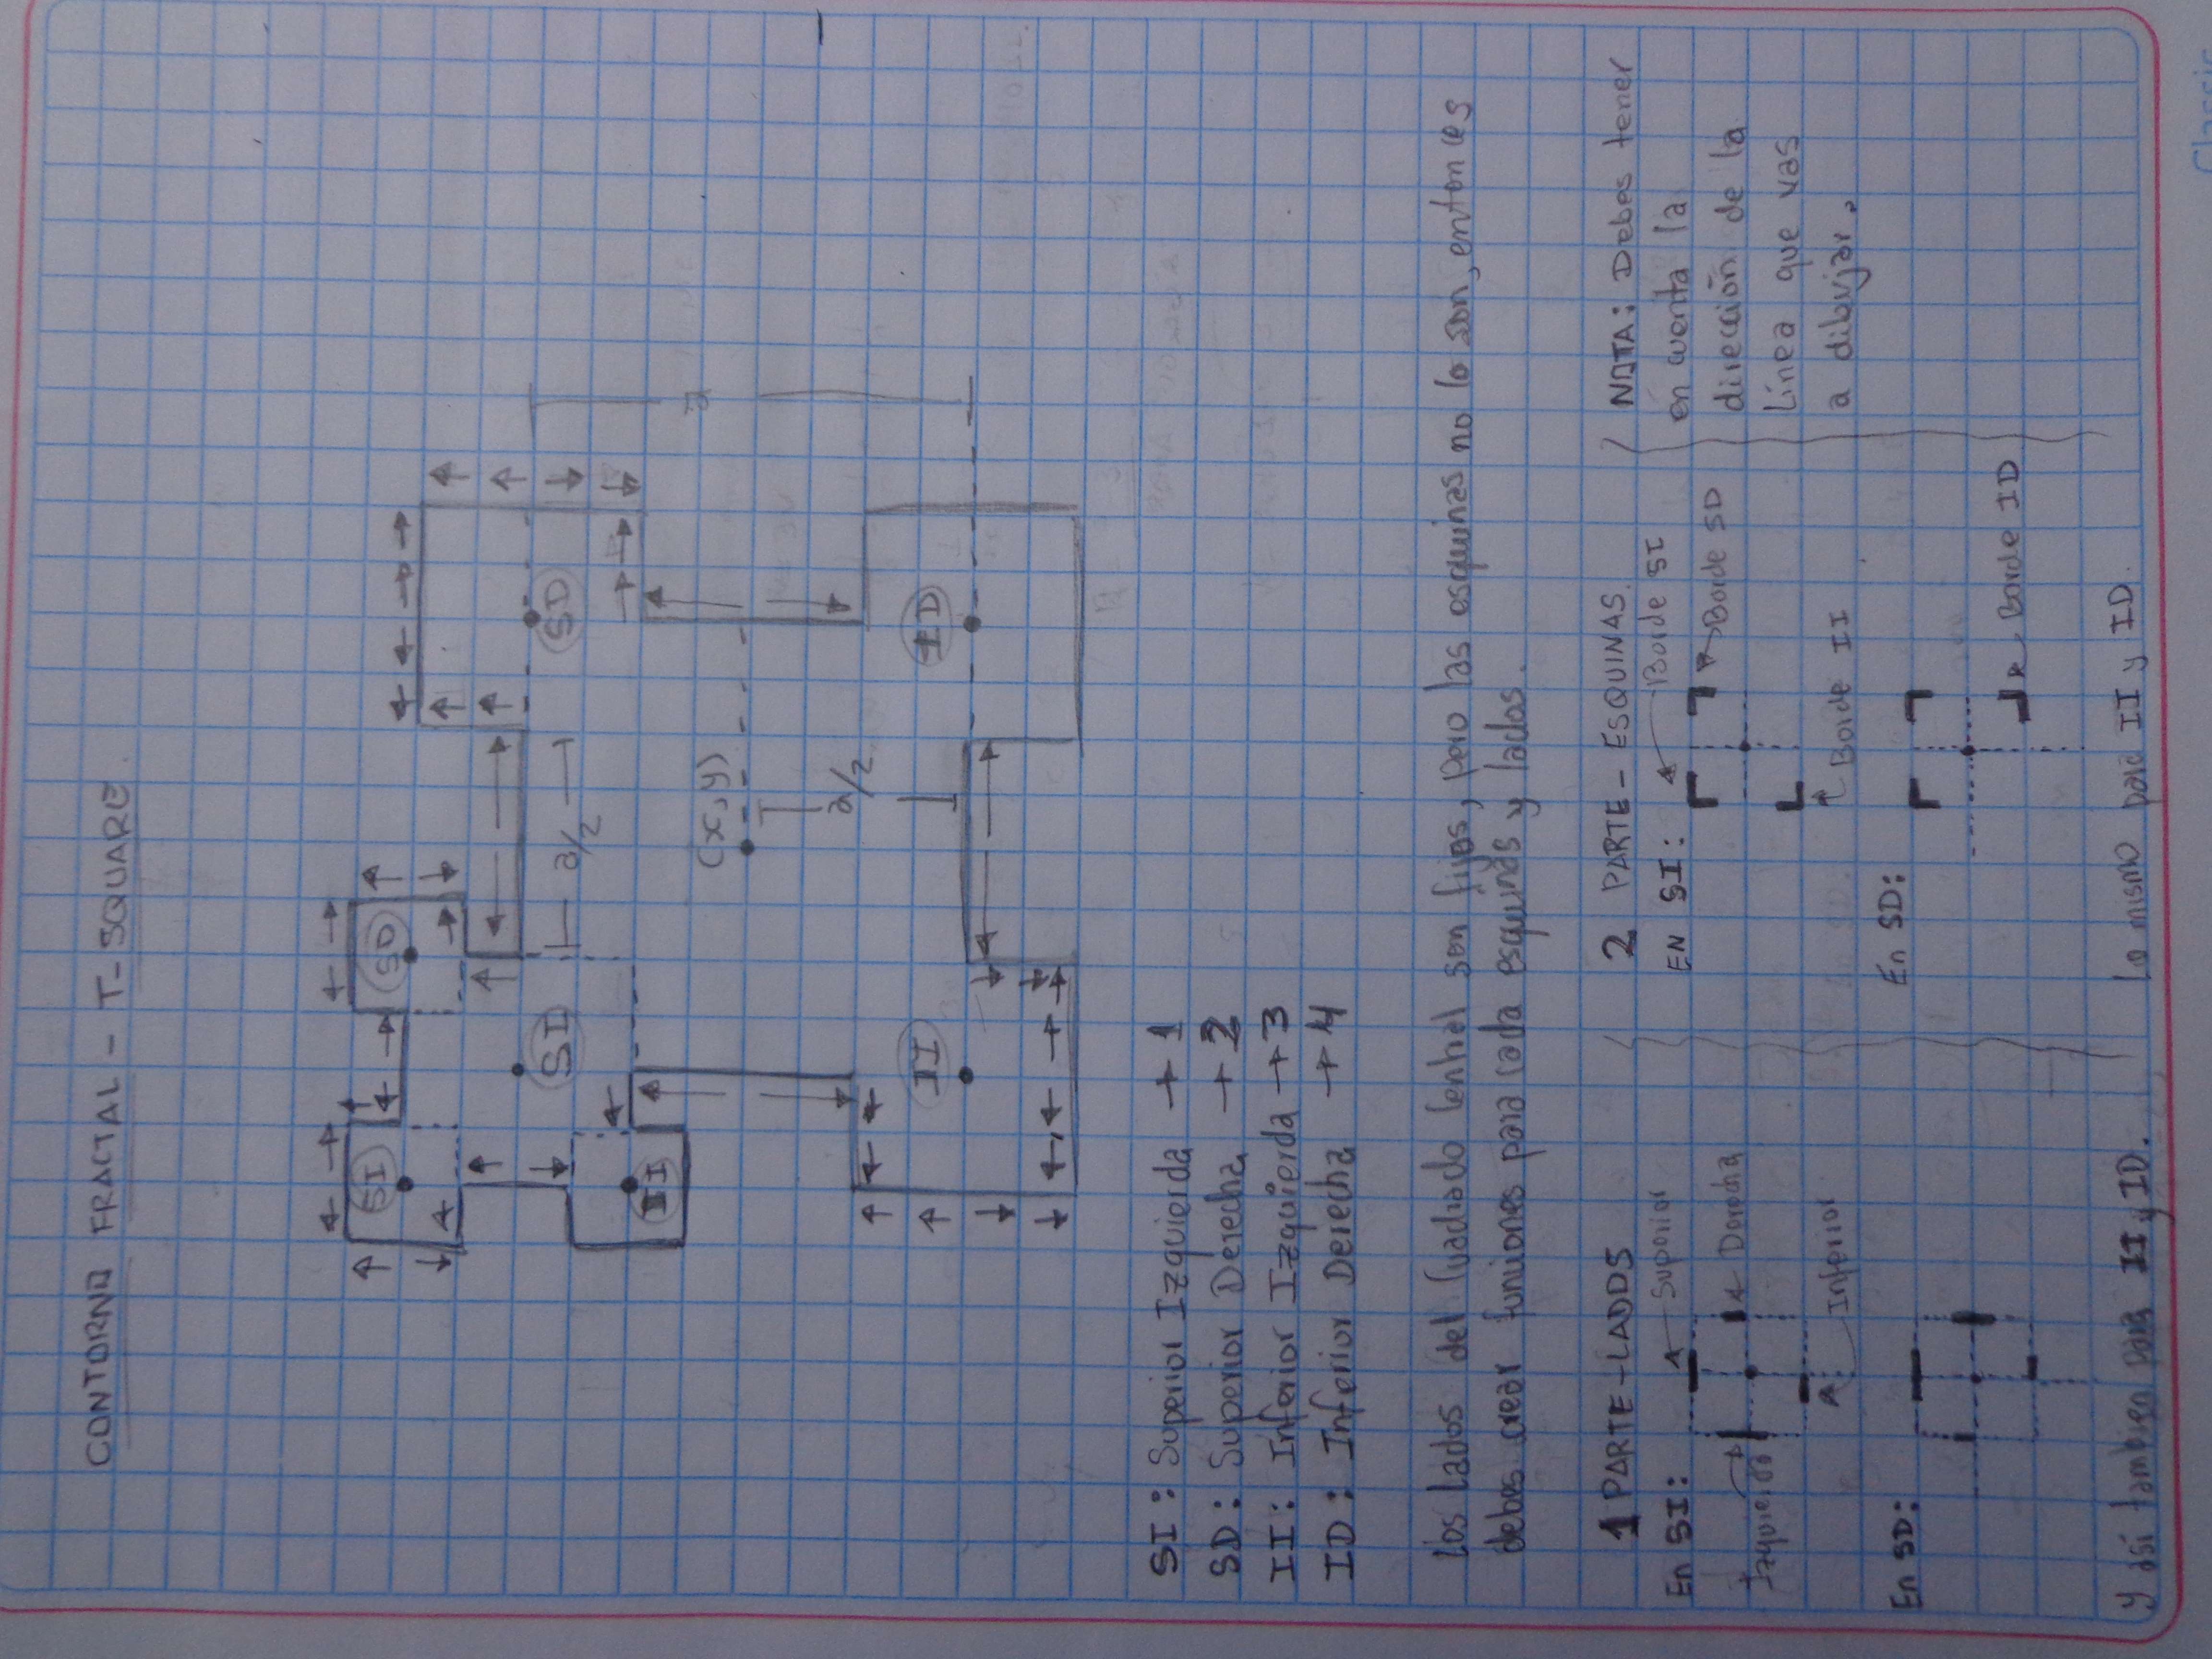 CONTORNO FRACTAL - T-SQUARE.
SI
SD
SI
a/2
SD
II
(x,y)
a
a/2
II
ID
SI: Superior Izquierda → 1
SD: Superior Derecha → 2
II: Inferior Izquierda → 3
ID: Inferior Derecha → 4
Los lados del Cuadrado Central son fijos, pero las esquinas no lo son, entonces
debes crear funciones para cada esquinas y lados.
1 PARTE-LADOS
En SI:
Superior
Izquierda
Derecha
Inferior
En SD:
Y asi tambien para II y ID.
2 PARTE - ESQUINAS.
EN SI:
Borde SI
Borde SD
Borde II
En SD:
Borde ID
Lo mismo para II y ID.
NOTA: Debes tener
en cuenta la
dirección de la
Línea que vas
a dibujar.
Classic